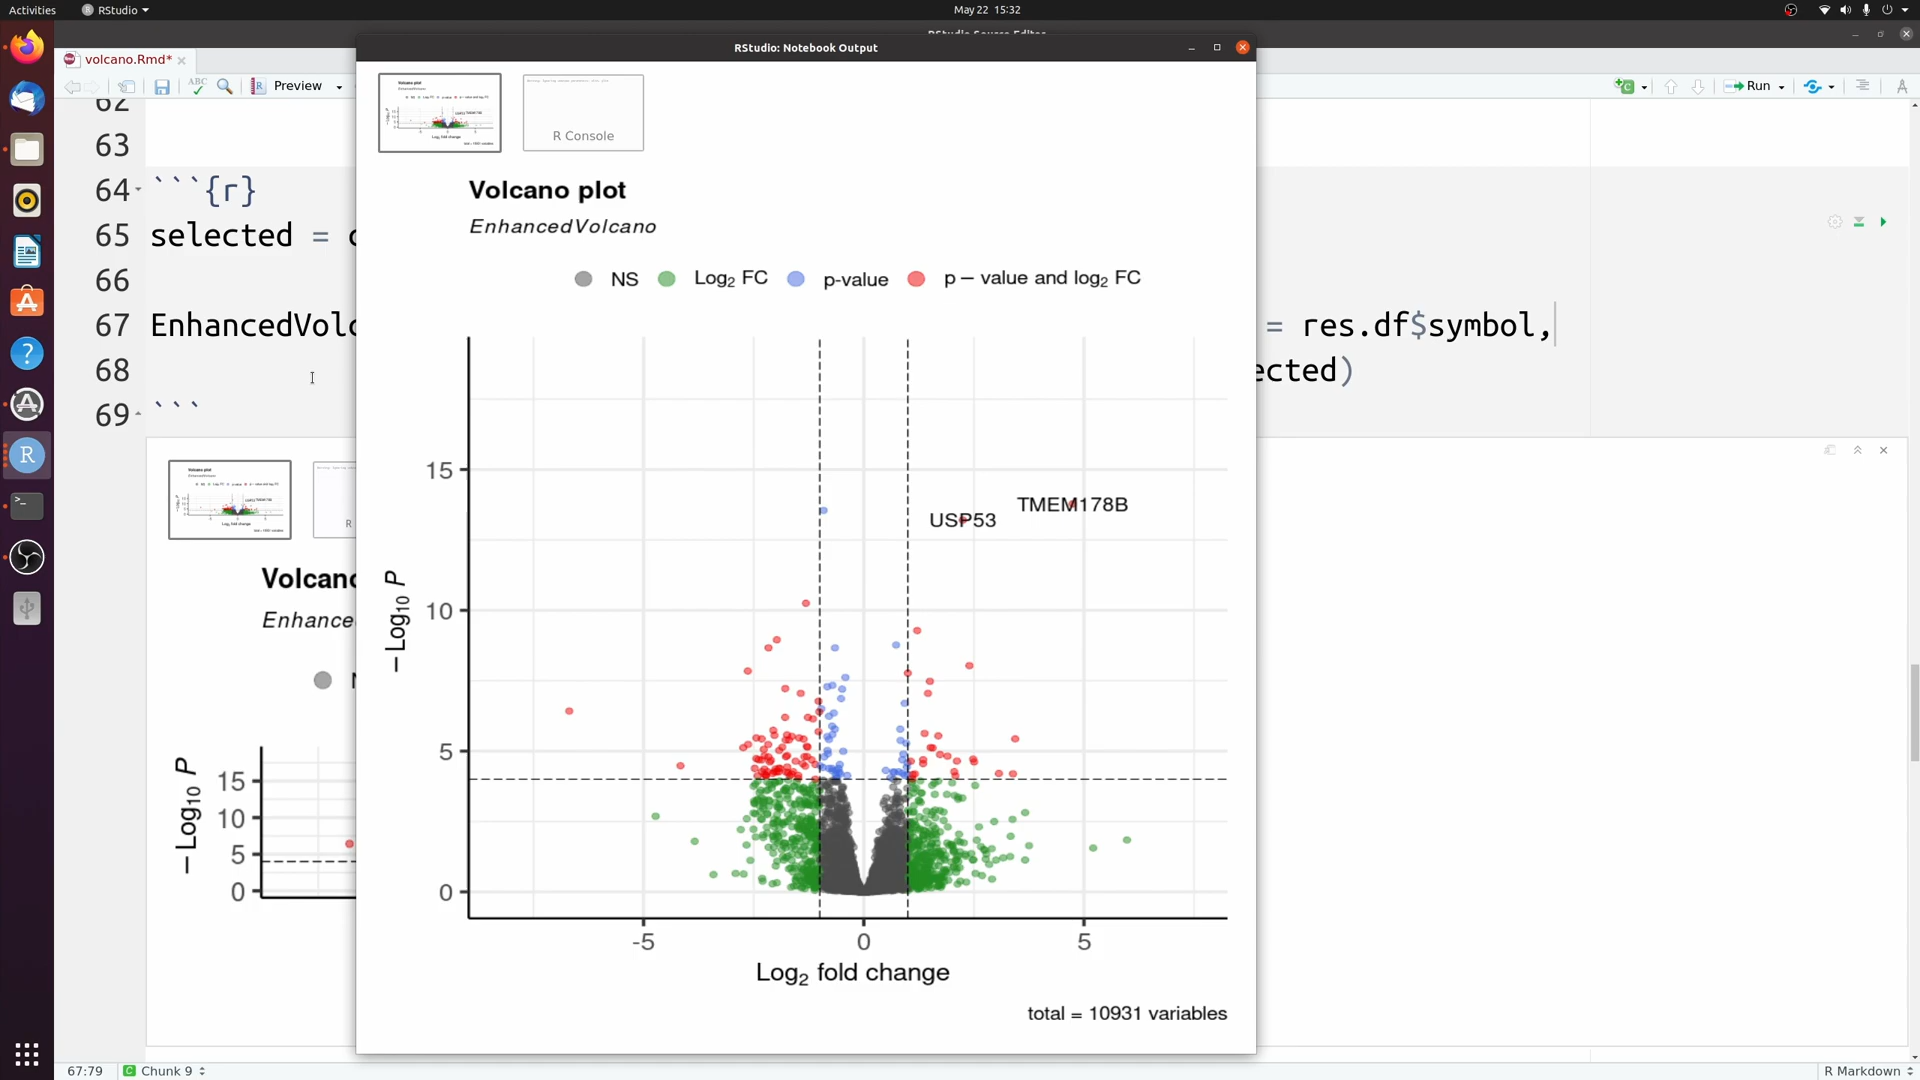 Activities
RStudio
May 22 15:32
volcano.Rmd*
RStudio: Notebook Output
ABC
Preview
Run
R Console
62
63
64 ```{r}
65 selected = c
66
67 EnhancedVolc
= res.df$symbol,
68
ected)
69 ```
Volcano plot
EnhancedVolcano
NS
Log2 FC
p-value
p − value and log2 FC
TMEM178B
USP53
15
10
5
0
−Log10 P
-5
0
5
Log2 fold change
total = 10931 variables
Volcano
Enhance
−Log10 P
15
10
5
0
67:79
Chunk 9
R Markdown